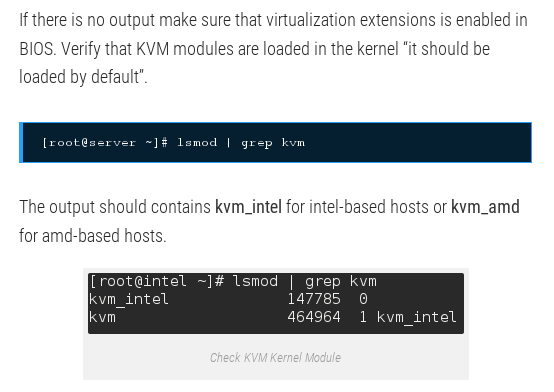 If there is no output make sure that virtualization extensions is enabled in
BIOS. Verify that KVM modules are loaded in the kernel “it should be
loaded by default”.
[root@server ~]# lsmod | grep kvm
The output should contains kvm_intel for intel-based hosts or kvm_amd
for amd-based hosts.
[root@intel ~]# lsmod | grep kvm
kvm_intel 147785 0
kvm 464964 1 kvm_intel
Check KVM Kernel Module